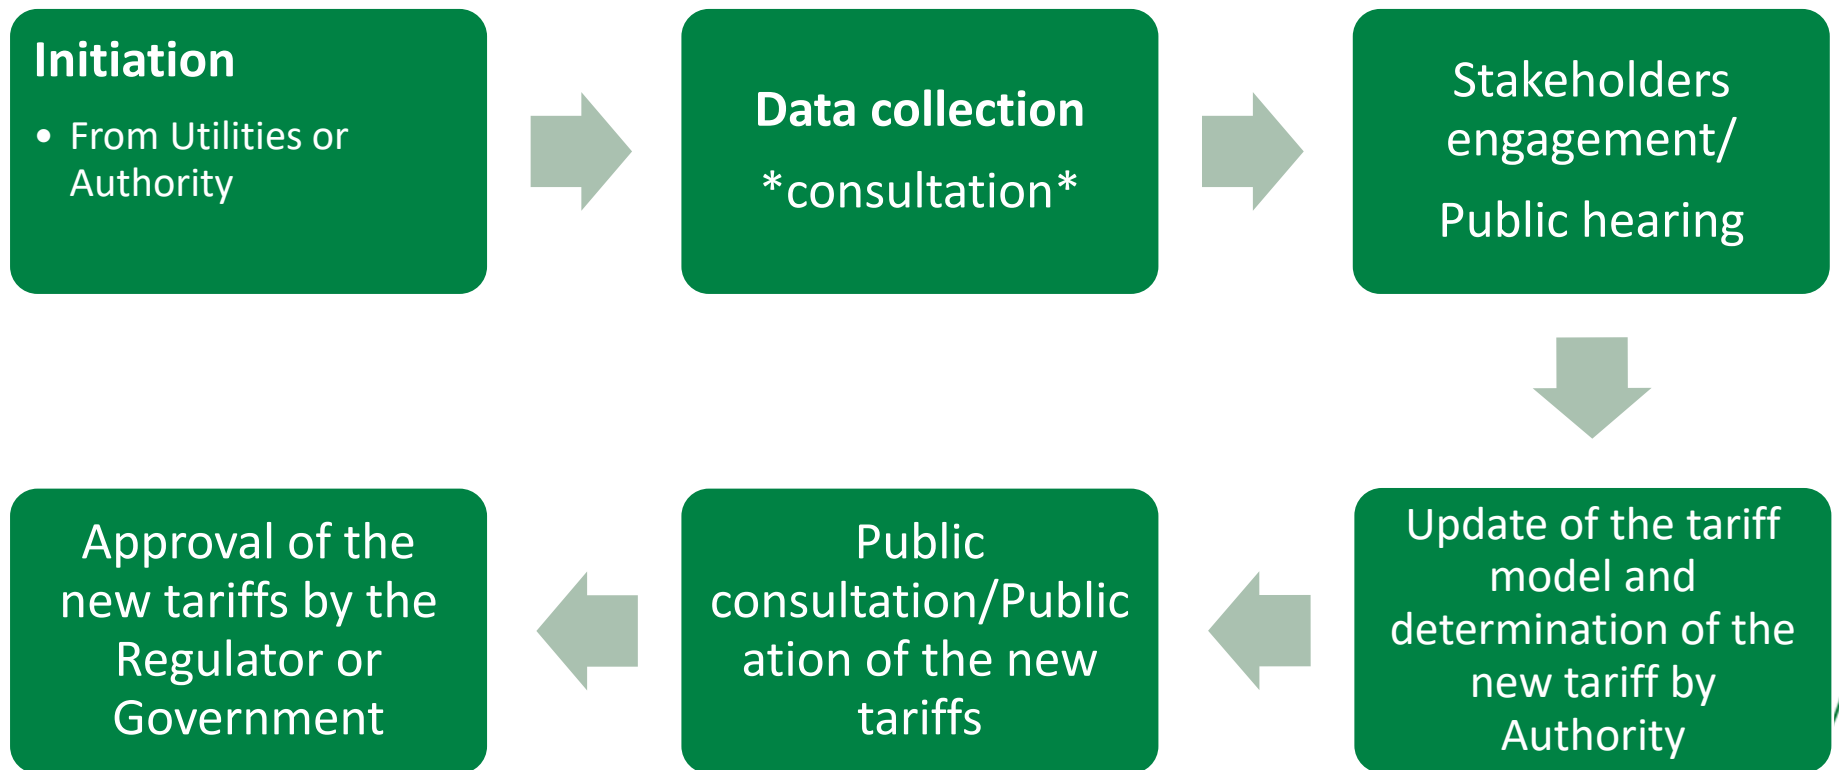 Initiation
• From Utilities or
Authority
Data collection
*consultation*
Stakeholders
engagement/
Public hearing
Update of the tariff
model and
determination of the
new tariff by
Authority
Public
consultation/Public
ation of the new
tariffs
Approval of the
new tariffs by the
Regulator or
Government